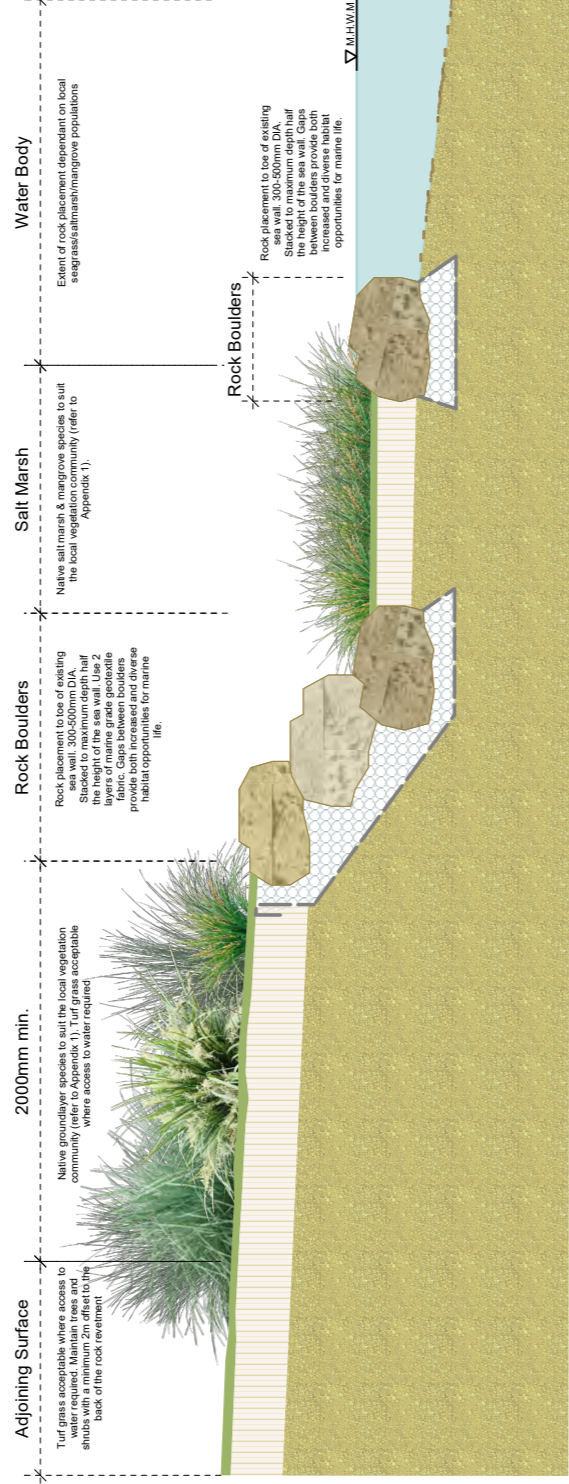 Adjoining Surface
Turf grass acceptable where access to
water required. Maintain trees and
shrubs with a minimum 2m offset to the
back of the rock revetment
2000mm min.
Native groundlayer species to suit the local vegetation
community (refer to Appendix 1). Turf grass acceptable
where access to water required
Rock Boulders
Rock placement to toe of existing
sea wall. 300-500mm DIA.
Stacked to maximum depth half
the height of the sea wall. Use 2
layers of marine grade geotextile
fabric. Gaps between boulders
provide both increased and diverse
habitat opportunities for marine
life.
Salt Marsh
Native salt marsh & mangrove species to suit
the local vegetation community (refer to
Appendix 1).
Water Body
Extent of rock placement dependant on local
seagrass/saltmarsh/mangrove populations
Rock Boulders
Rock placement to toe of existing
sea wall. 300-500mm DIA.
Stacked to maximum depth half
the height of the sea wall. Gaps
between boulders provide both
increased and diverse habitat
opportunities for marine life.
M.H.W.M